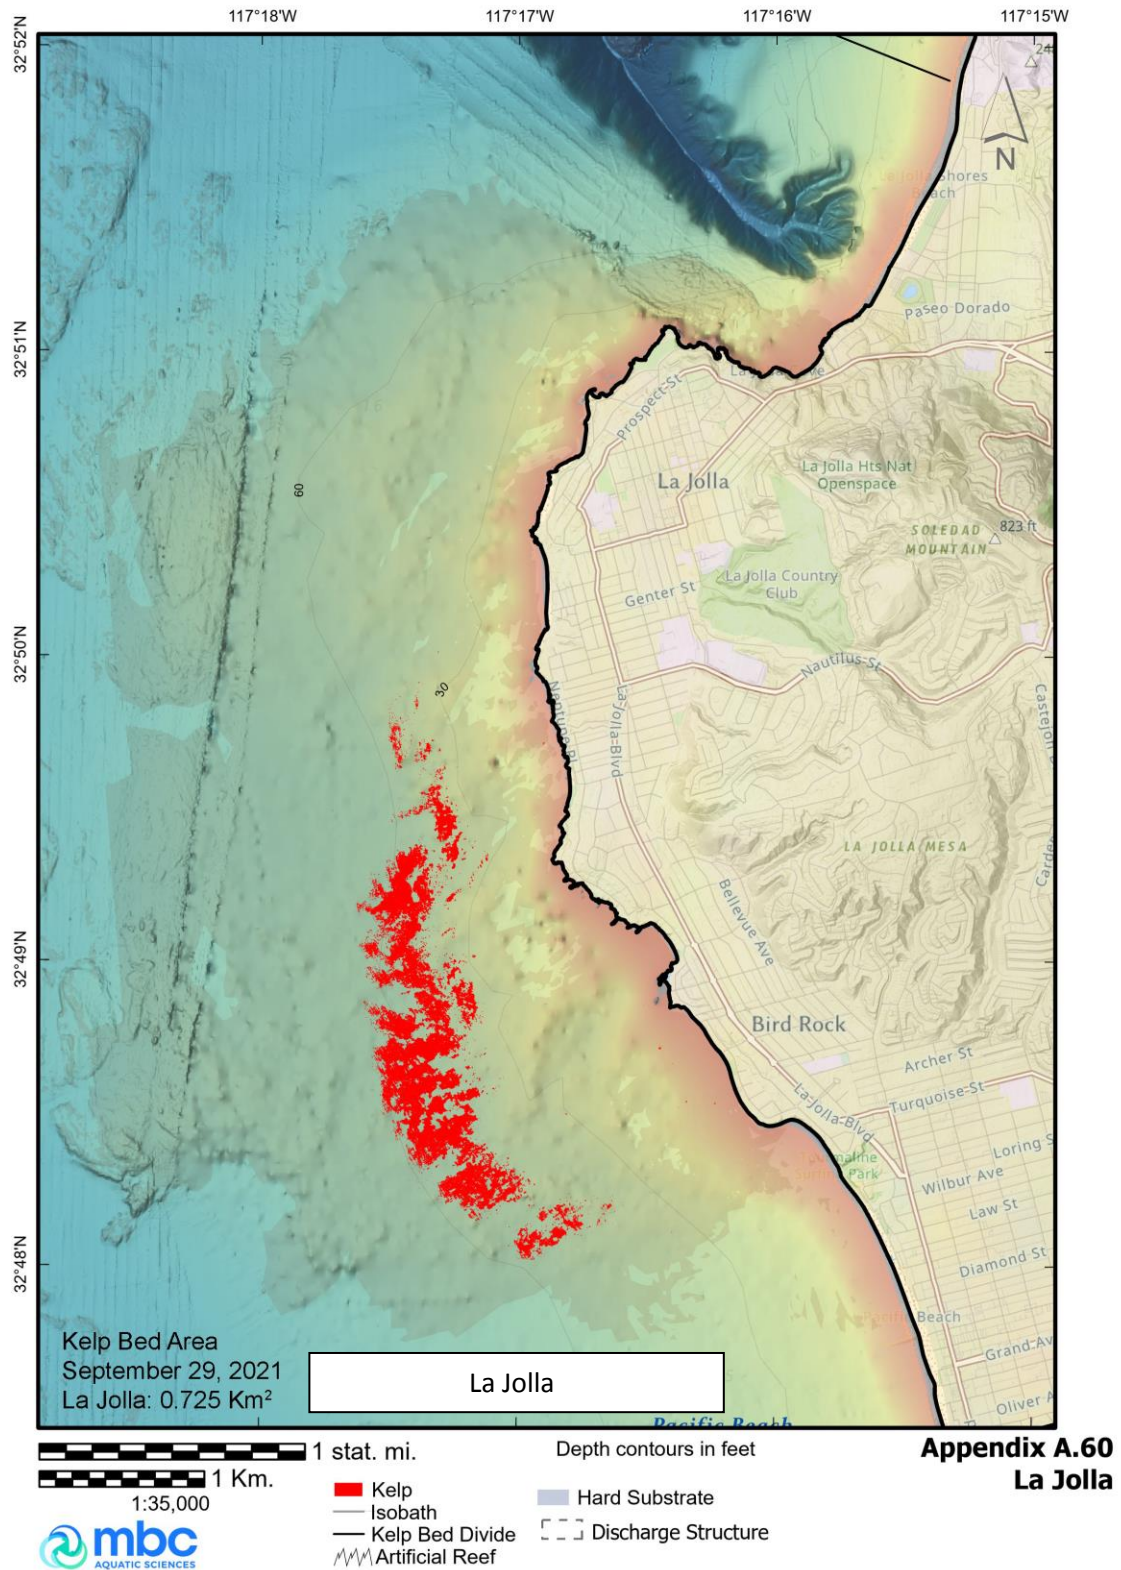 117°18'W 117°17'W 117°16'W 117°15'W
32°52'N
N
La Jolla Shores
Beach
Paseo Dorado
32°51'N
Prospect St
La Jolla
La Jolla Hts Nat
Openspace
60
823 ft
SOLEDAD
MOUNTAIN
La Jolla Country
Club
Genter St
32°50'N
Nautilus St
30
Neptune Pl
La Jolla Blvd
LA JOLLA MESA
Bellevue Ave
32°49'N
Bird Rock
Archer St
Turquoise St
La Jolla Blvd
Loring S
Wilbur Ave
Park
Law St
32°48'N
Diamond St
Pacific Beach
Grand Av
Oliver A
Kelp Bed Area
September 29, 2021
La Jolla: 0.725 Km²
La Jolla
Pacific Beach
1 stat. mi.
1 Km.
1:35,000
mbc
AQUATIC SCIENCES
Depth contours in feet
Kelp
Isobath
Kelp Bed Divide
Artificial Reef
Hard Substrate
Discharge Structure
Appendix A.60
La Jolla